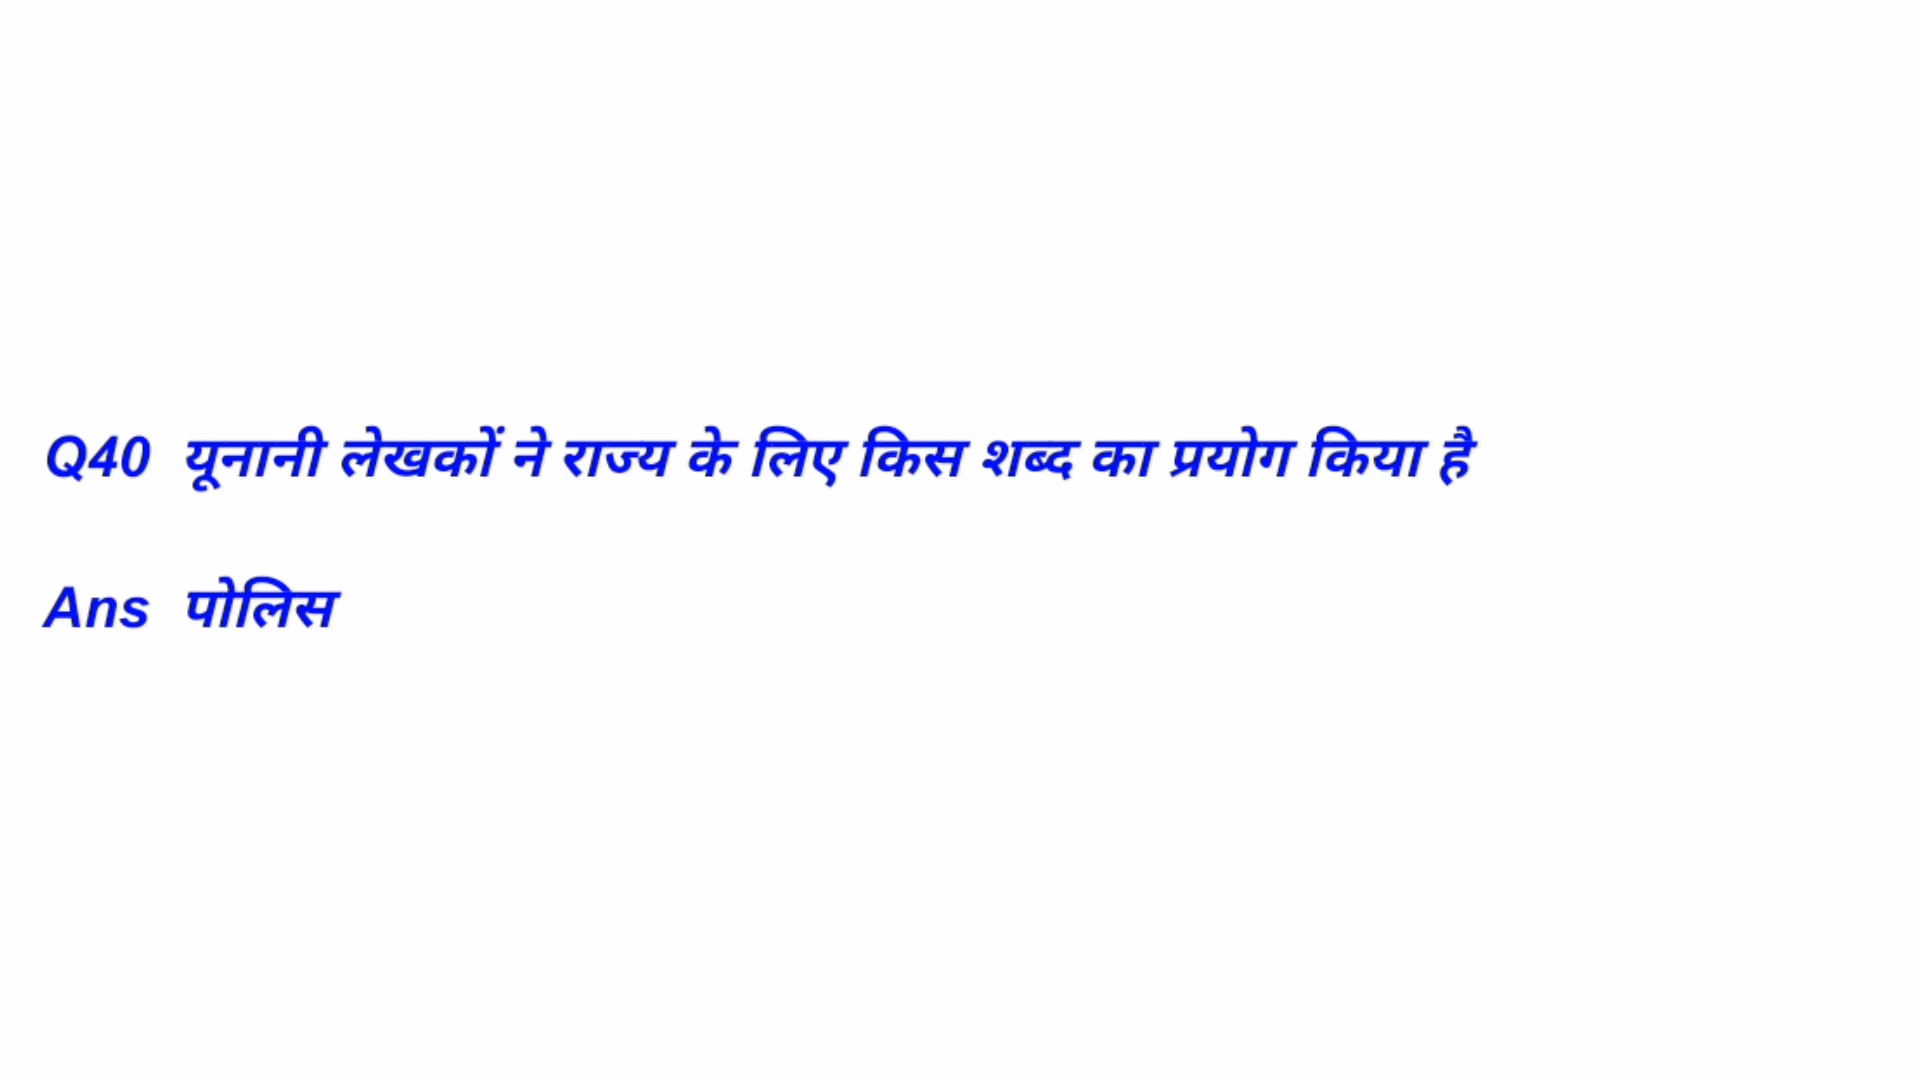 Q40 यूनानी लेखकों ने राज्य के लिए किस शब्द का प्रयोग किया है
Ans पोलिस